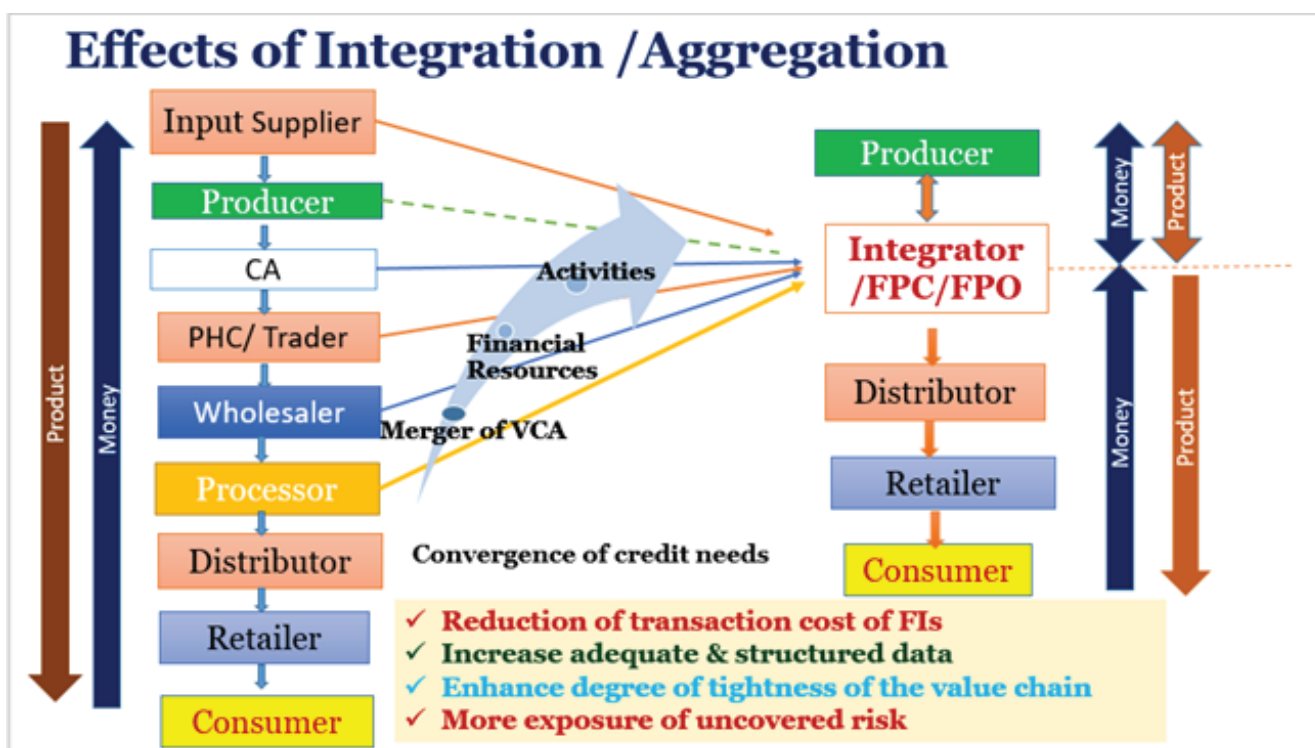 Effects of Integration /Aggregation
Product
Money
Input Supplier
Producer
CA
PHC/ Trader
Wholesaler
Processor
Distributor
Retailer
Consumer
Activities
Financial
Resources
Merger of VCA
Convergence of credit needs
Producer
Integrator
/FPC/FPO
Distributor
Retailer
Consumer
Money
Product
Money
Product
✓ Reduction of transaction cost of FIs
✓ Increase adequate & structured data
✓ Enhance degree of tightness of the value chain
✓ More exposure of uncovered risk